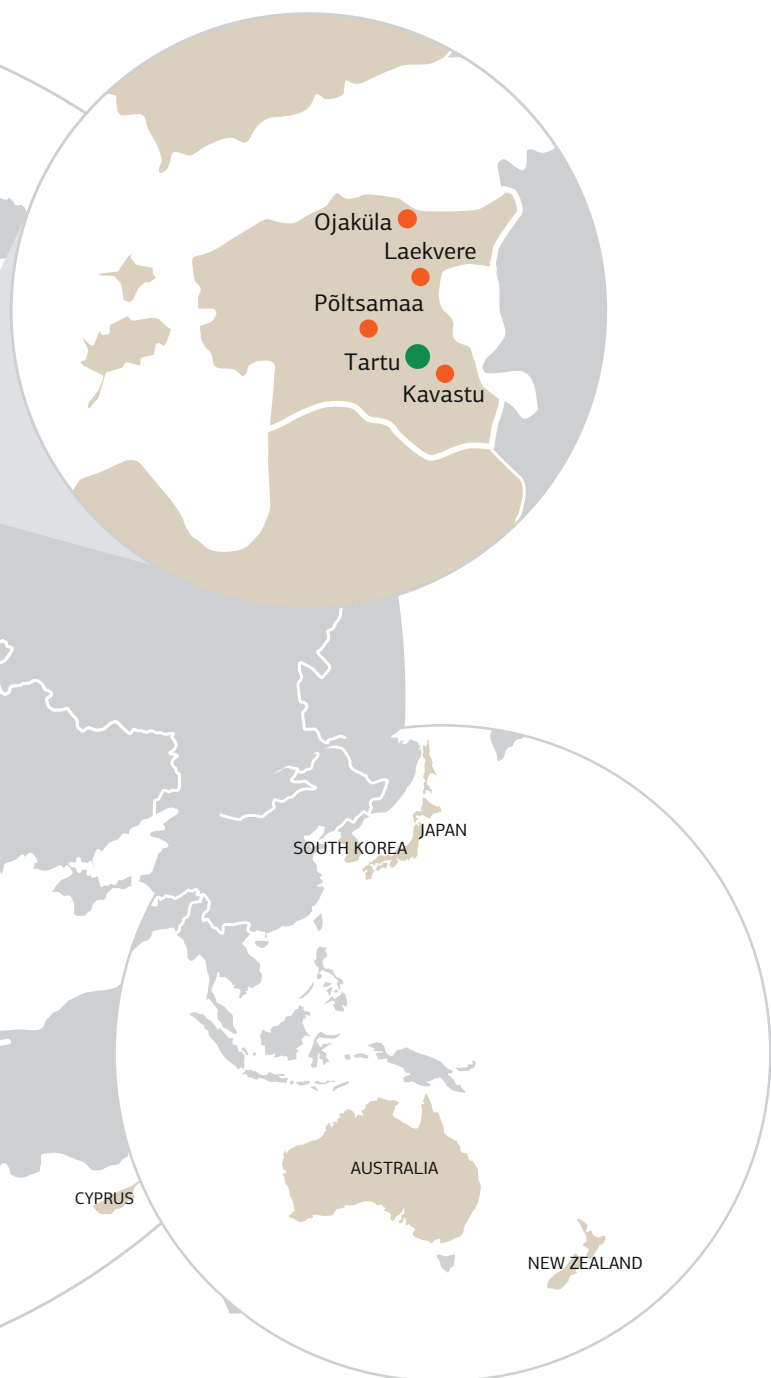 Ojaküla
Laekvere
Põltsamaa
Tartu
Kavastu
JAPAN
SOUTH KOREA
AUSTRALIA
CYPRUS
NEW ZEALAND